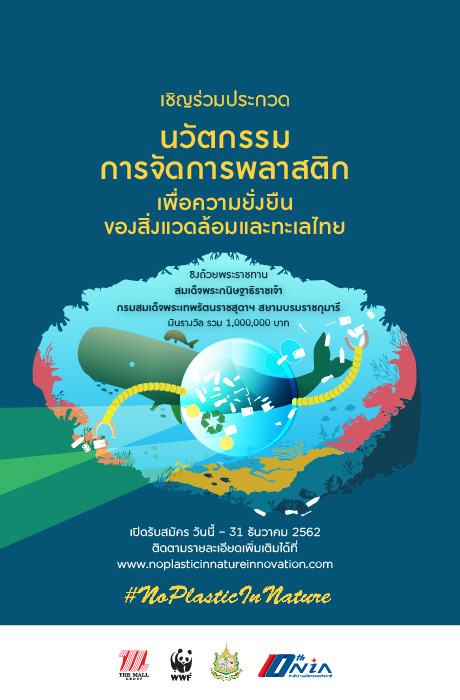 เชิญร่วมประกวด
นวัตกรรม
การจัดการพลาสติก
เพื่อความยั่งยืน
ของสิ่งแวดล้อมและทะเลไทย
ชิงถ้วยพระราชทาน
สมเด็จพระกนิษฐาธิราชเจ้า
กรมสมเด็จพระเทพรัตนราชสุดาฯ สยามบรมราชกุมารี
เงินรางวัล รวม 1,000,000 บาท
เปิดรับสมัคร วันนี้ – 31 ธันวาคม 2562
ติดตามรายละเอียดเพิ่มเติมได้ที่
www.noplasticinnatureinnovation.com
#NoPlasticInNature
THE MALL
GROUP
WWF
10th NIA